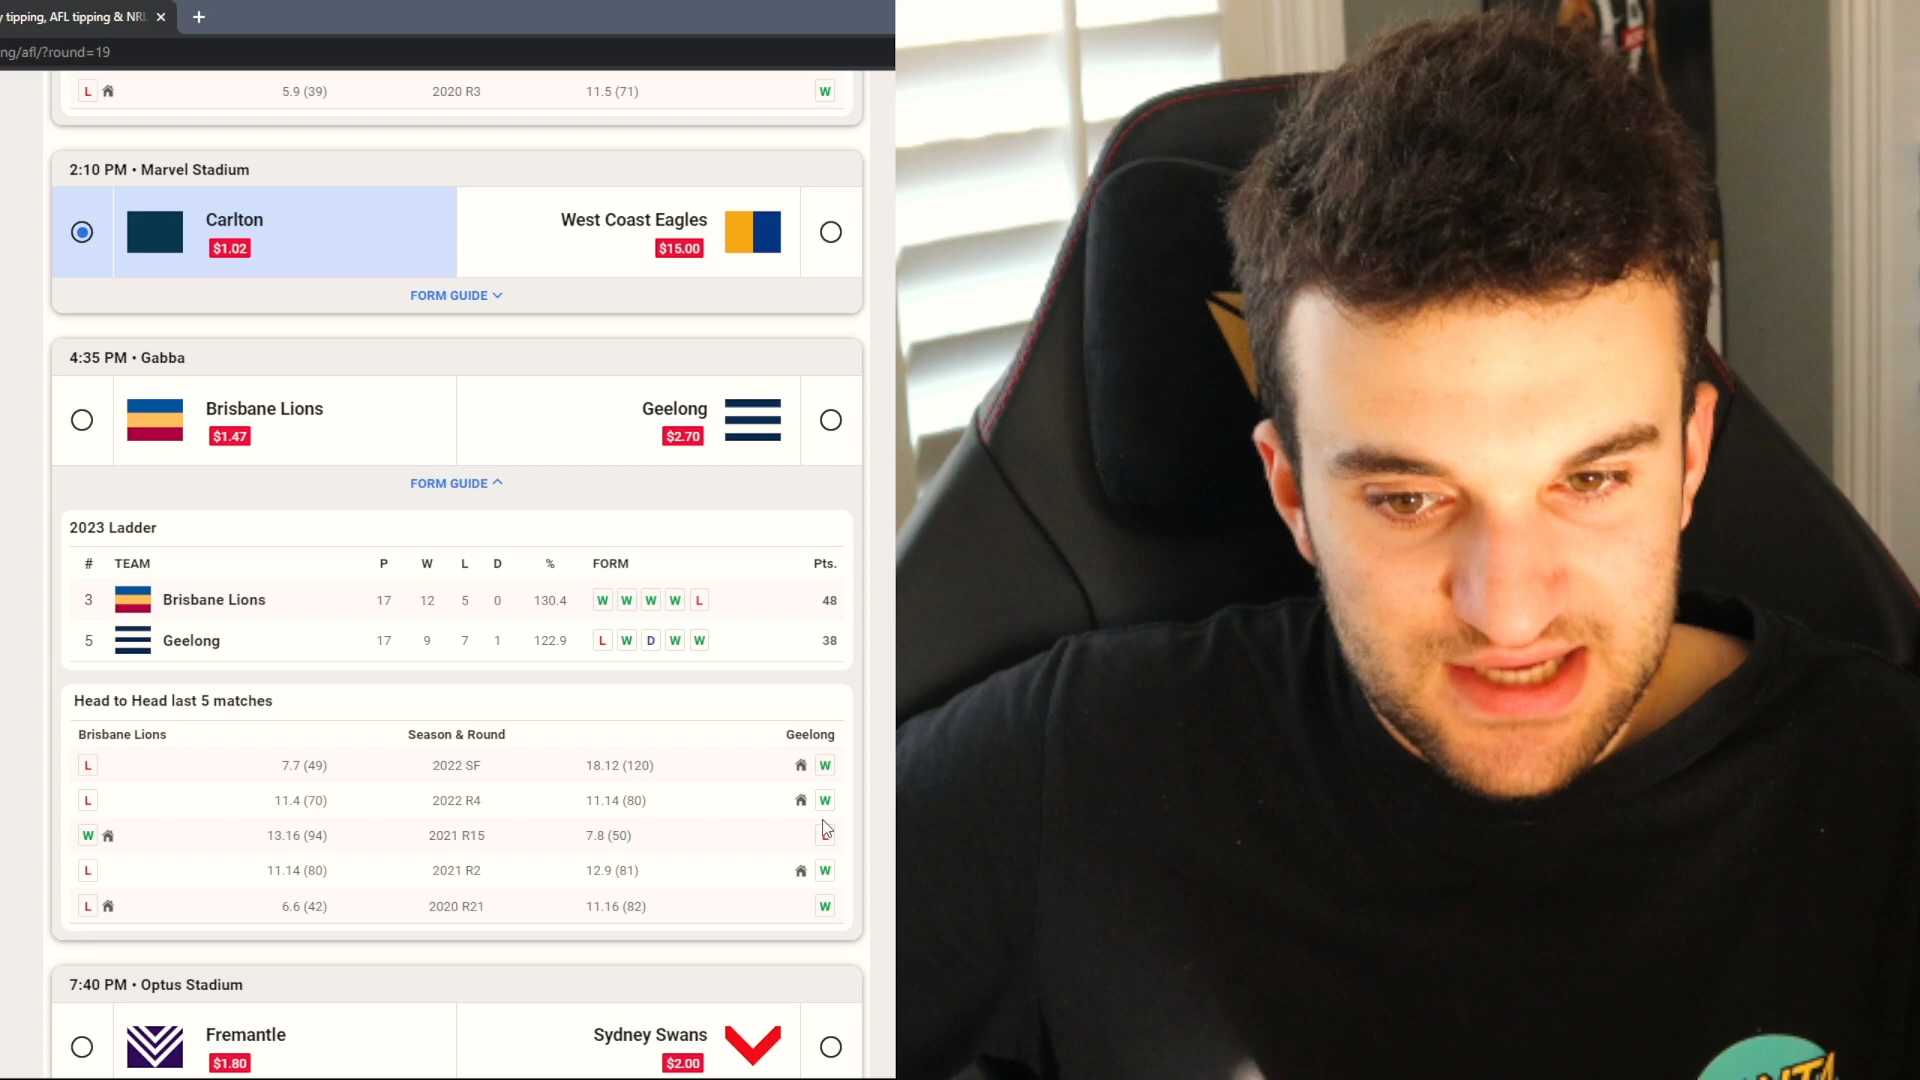 y tipping, AFL tipping & NRL
ng/afl/?round=19
L 5.9 (39) 2020 R3 11.5 (71) W
2:10 PM • Marvel Stadium
Carlton West Coast Eagles
$1.02 $15.00
FORM GUIDE
4:35 PM • Gabba
Brisbane Lions Geelong
$1.47 $2.70
FORM GUIDE
2023 Ladder
# TEAM P W L D % FORM Pts.
3 Brisbane Lions 17 12 5 0 130.4 W W W W L 48
5 Geelong 17 9 7 1 122.9 L W D W W 38
Head to Head last 5 matches
Brisbane Lions Season & Round Geelong
L 7.7 (49) 2022 SF 18.12 (120) W
L 11.4 (70) 2022 R4 11.14 (80) W
W 13.16 (94) 2021 R15 7.8 (50)
L 11.14 (80) 2021 R2 12.9 (81) W
L 6.6 (42) 2020 R21 11.16 (82) W
7:40 PM • Optus Stadium
Fremantle Sydney Swans
$1.80 $2.00